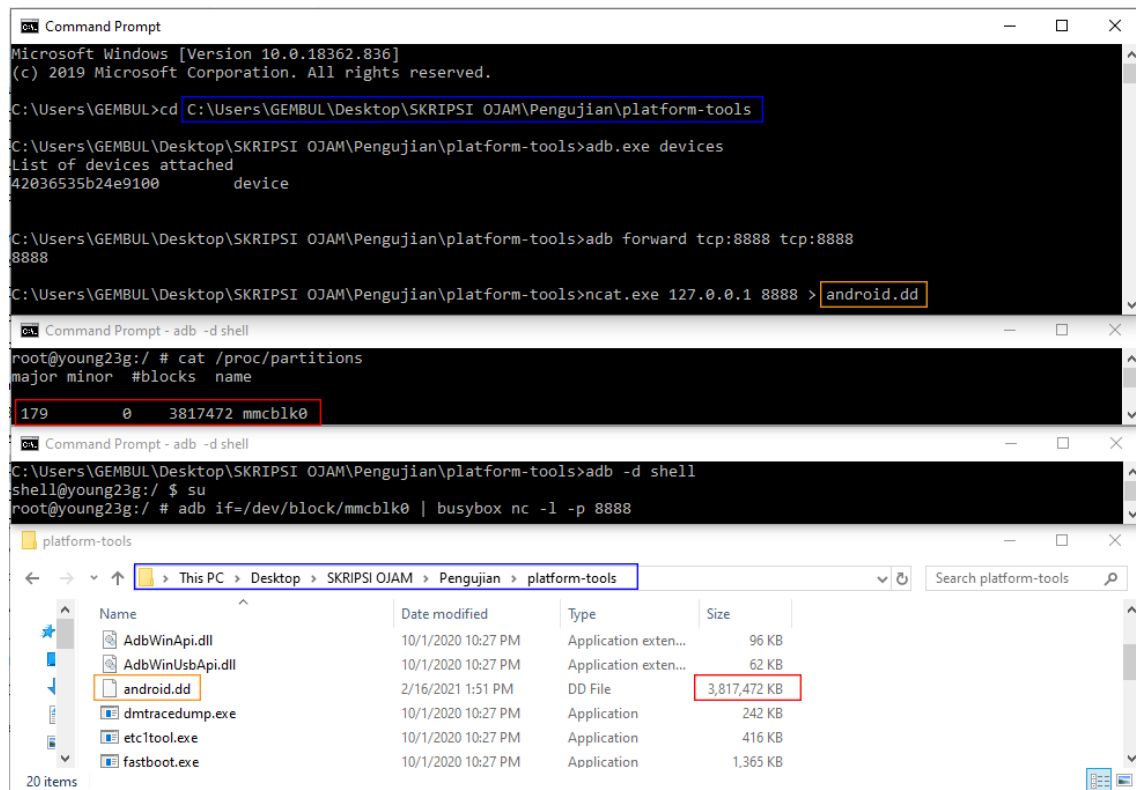 Command Prompt
Microsoft Windows [Version 10.0.18362.836]
(c) 2019 Microsoft Corporation. All rights reserved.
C:\Users\GEMBUL>cd C:\Users\GEMBUL\Desktop\SKRIPSI OJAM\Pengujian\platform-tools
C:\Users\GEMBUL\Desktop\SKRIPSI OJAM\Pengujian\platform-tools>adb.exe devices
List of devices attached
42036535b24e9100 device
C:\Users\GEMBUL\Desktop\SKRIPSI OJAM\Pengujian\platform-tools>adb forward tcp:8888 tcp:8888
8888
C:\Users\GEMBUL\Desktop\SKRIPSI OJAM\Pengujian\platform-tools>ncat.exe 127.0.0.1 8888 > android.dd
Command Prompt - adb -d shell
root@young23g:/ # cat /proc/partitions
major minor #blocks name
179 0 3817472 mmcblk0
Command Prompt - adb -d shell
C:\Users\GEMBUL\Desktop\SKRIPSI OJAM\Pengujian\platform-tools>adb -d shell
shell@young23g:/ $ su
root@young23g:/ # adb if=/dev/block/mmcblk0 | busybox nc -l -p 8888
platform-tools
This PC > Desktop > SKRIPSI OJAM > Pengujian > platform-tools Search platform-tools
Name Date modified Type Size
AdbWinApi.dll 10/1/2020 10:27 PM Application exten... 96 KB
AdbWinUsbApi.dll 10/1/2020 10:27 PM Application exten... 62 KB
android.dd 2/16/2021 1:51 PM DD File 3,817,472 KB
dmtracedump.exe 10/1/2020 10:27 PM Application 242 KB
etc1tool.exe 10/1/2020 10:27 PM Application 416 KB
fastboot.exe 10/1/2020 10:27 PM Application 1,365 KB
20 items